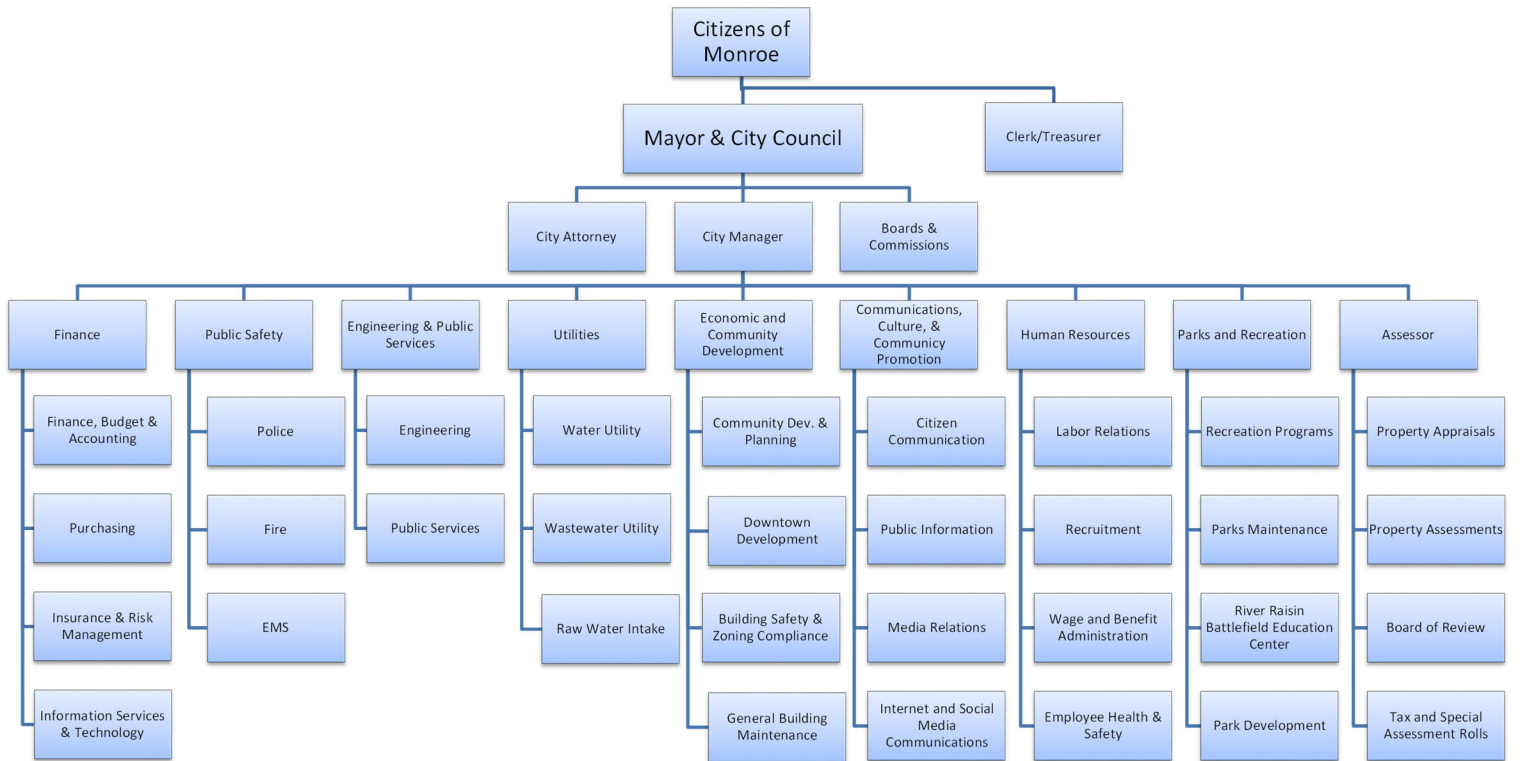 Citizens of
Monroe
Mayor & City Council
Clerk/Treasurer
City Attorney
City Manager
Boards &
Commissions
Finance
Public Safety
Engineering & Public
Services
Utilities
Economic and
Community
Development
Communications,
Culture, &
Community
Promotion
Human Resources
Parks and Recreation
Assessor
Finance, Budget &
Accounting
Police
Engineering
Water Utility
Community Dev. &
Planning
Citizen
Communication
Labor Relations
Recreation Programs
Property Appraisals
Purchasing
Fire
Public Services
Wastewater Utility
Downtown
Development
Public Information
Recruitment
Parks Maintenance
Property Assessments
Insurance & Risk
Management
EMS
Raw Water Intake
Building Safety &
Zoning Compliance
Media Relations
Wage and Benefit
Administration
River Raisin
Battlefield Education
Center
Board of Review
Information Services
& Technology
General Building
Maintenance
Internet and Social
Media
Communications
Employee Health &
Safety
Park Development
Tax and Special
Assessment Rolls